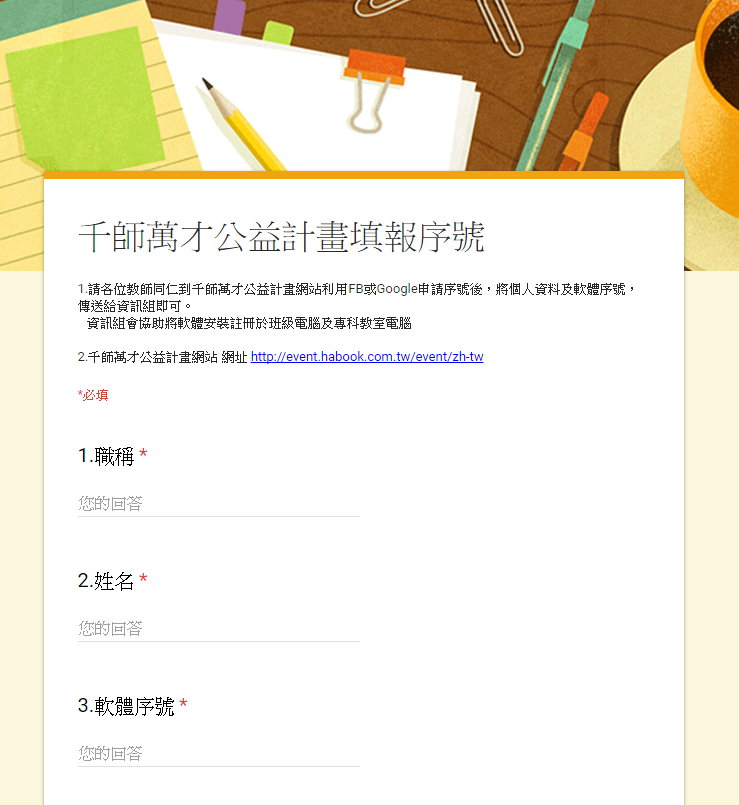 千師萬才公益計畫填報序號
1.請各位教師同仁到千師萬才公益計畫網站利用FB或Google申請序號後，將個人資料及軟體序號，
傳送給資訊組即可。
資訊組會協助將軟體安裝註冊於班級電腦及專科教室電腦
2.千師萬才公益計畫網站 網址 http://event.habook.com.tw/event/zh-tw
*必填
1.職稱 *
您的回答
2.姓名 *
您的回答
3.軟體序號 *
您的回答